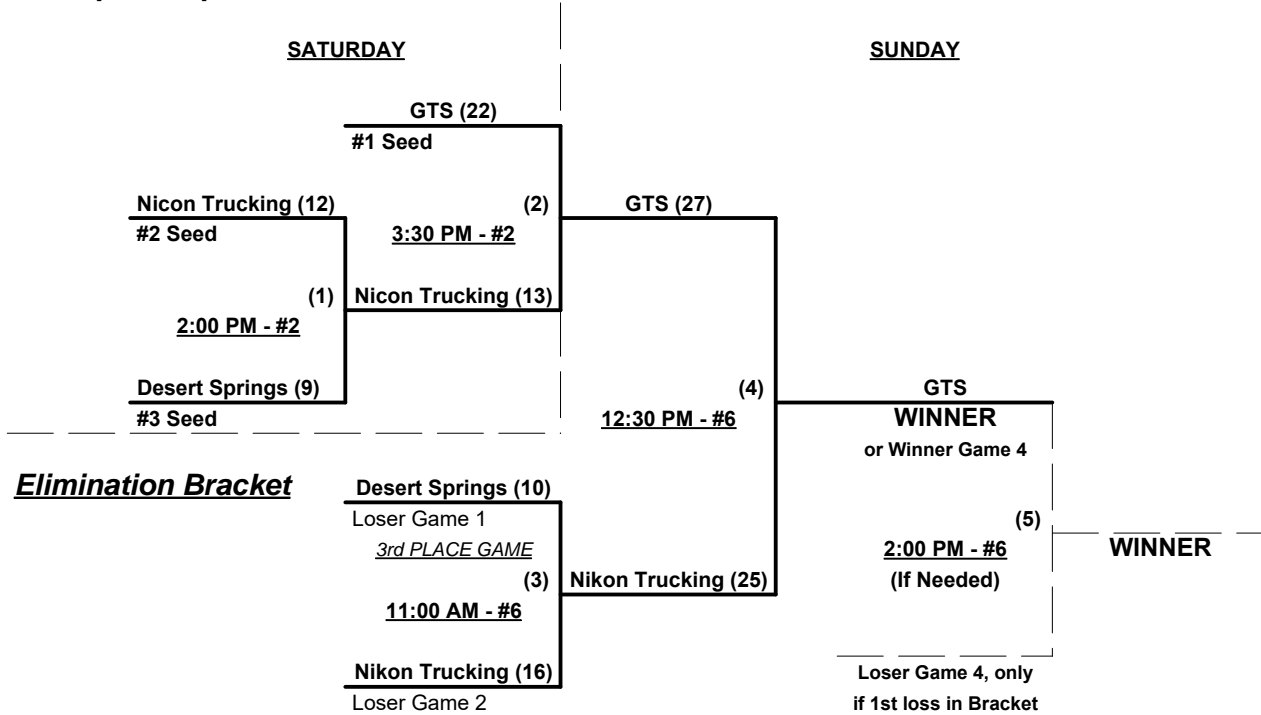 SATURDAY
SUNDAY
GTS (22)
#1 Seed
Nicon Trucking (12)
(2)
GTS (27)
#2 Seed
3:30 PM - #2
(1)
Nicon Trucking (13)
2:00 PM - #2
Desert Springs (9)
(4)
GTS
#3 Seed
12:30 PM - #6
WINNER
or Winner Game 4
Elimination Bracket
Desert Springs (10)
Loser Game 1
(5)
3rd PLACE GAME
2:00 PM - #6
WINNER
(3)
Nikon Trucking (25)
(If Needed)
11:00 AM - #6
Nikon Trucking (16)
Loser Game 4, only
Loser Game 2
if 1st loss in Bracket